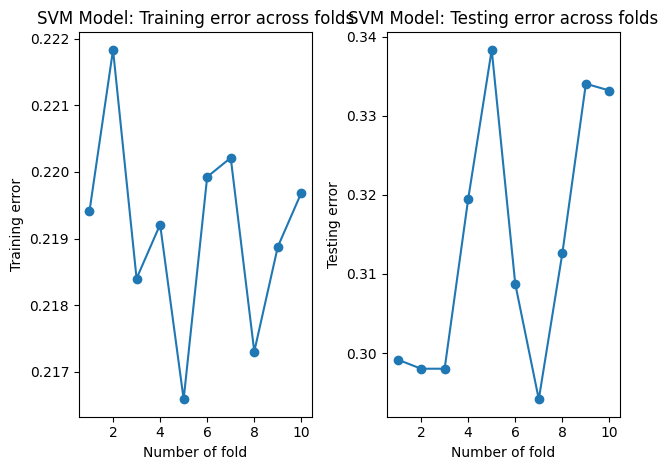 SVM Model: Training error across folds
0.222
0.221
0.220
0.219
0.218
0.217
Training error
2 4 6 8 10
Number of fold
SVM Model: Testing error across folds
0.34
0.33
0.32
0.31
0.30
Testing error
2 4 6 8 10
Number of fold